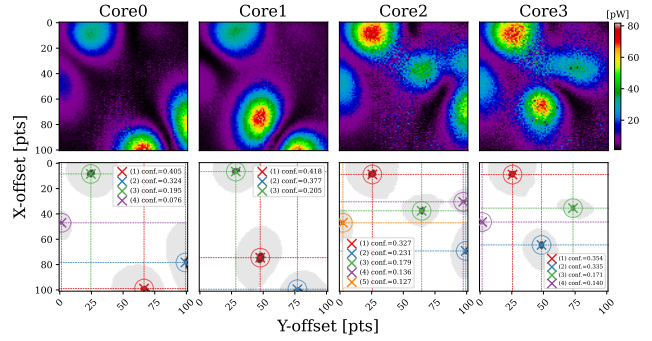 Core0 Core1 Core2 Core3 [pW]
0
20
40
60
80
100
80
60
40
20
X-offset [pts]
0
20
40
60
80
100
(1) conf.=0.405
(2) conf.=0.324
(3) conf.=0.195
(4) conf.=0.076
(1) conf.=0.418
(2) conf.=0.377
(3) conf.=0.205
(1) conf.=0.327
(2) conf.=0.231
(3) conf.=0.179
(4) conf.=0.136
(5) conf.=0.127
(1) conf.=0.354
(2) conf.=0.335
(3) conf.=0.171
(4) conf.=0.140
0 25 50 75 100 0 25 50 75 100 0 25 50 75 100 0 25 50 75 100
Y-offset [pts]